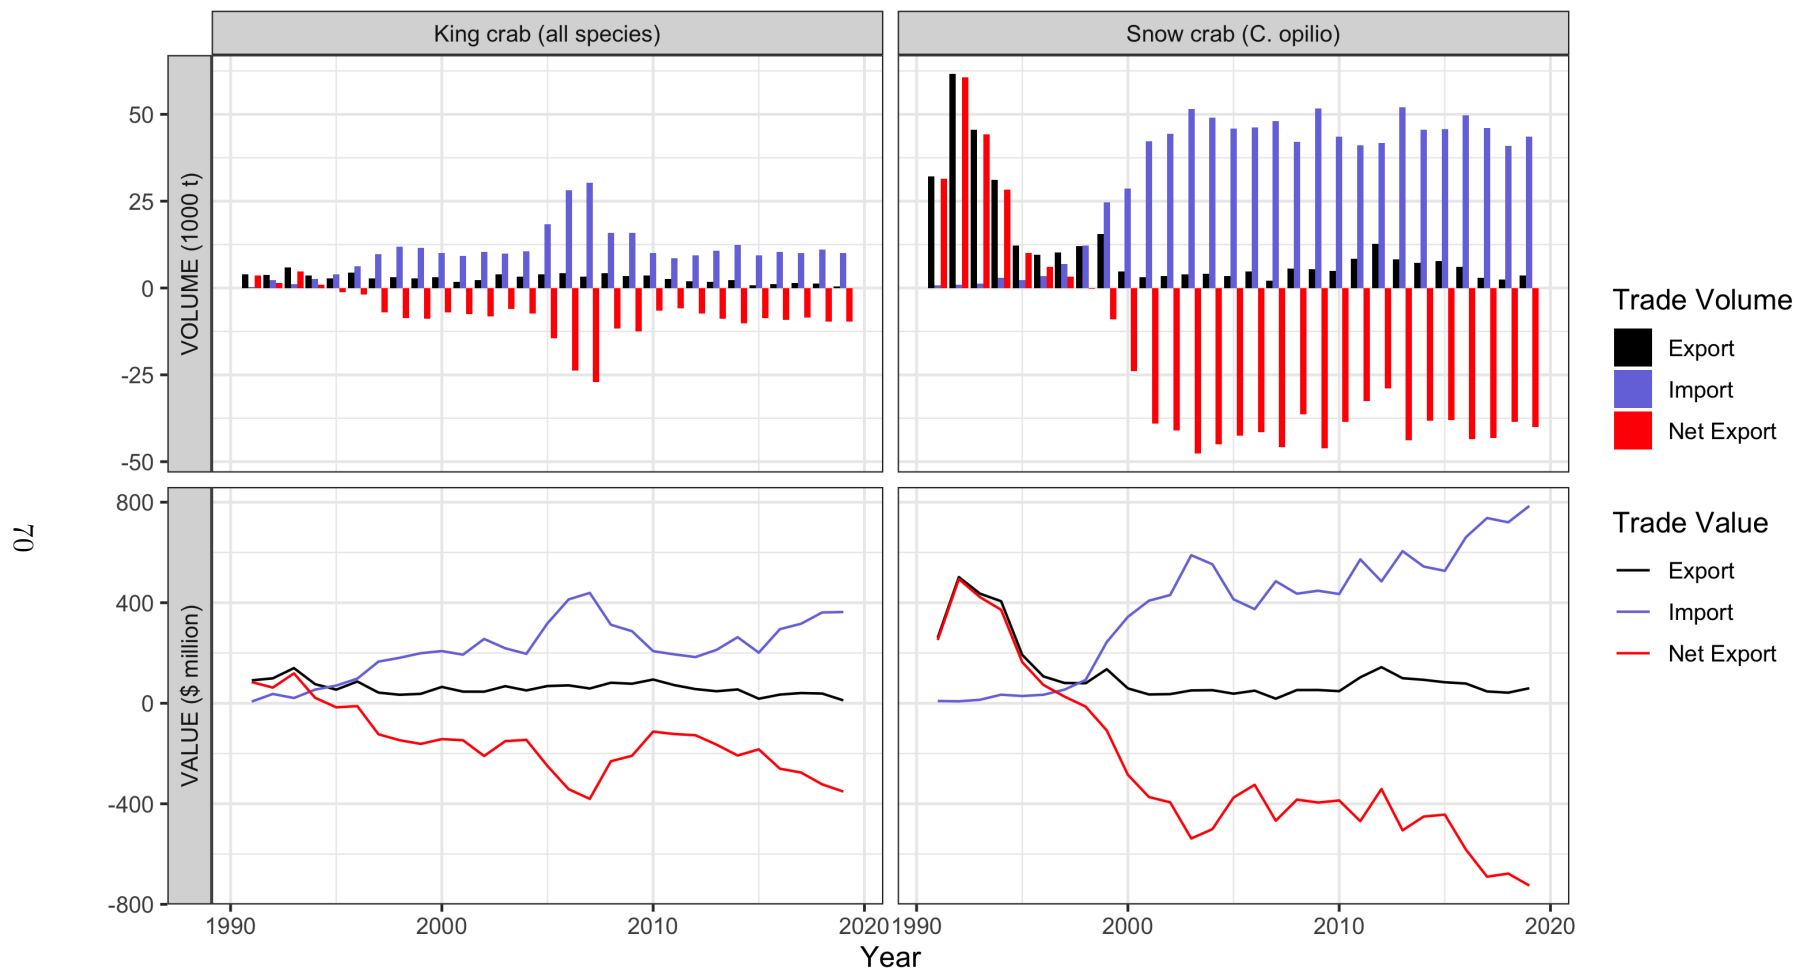 King crab (all species)
Snow crab (C. opilio)
VOLUME (1000 t)
50
25
0
-25
-50
VALUE ($ million)
800
400
0
-400
-800
1990
2000
2010
2020
1990
2000
2010
2020
Year
Trade Volume
Export
Import
Net Export
Trade Value
Export
Import
Net Export
70